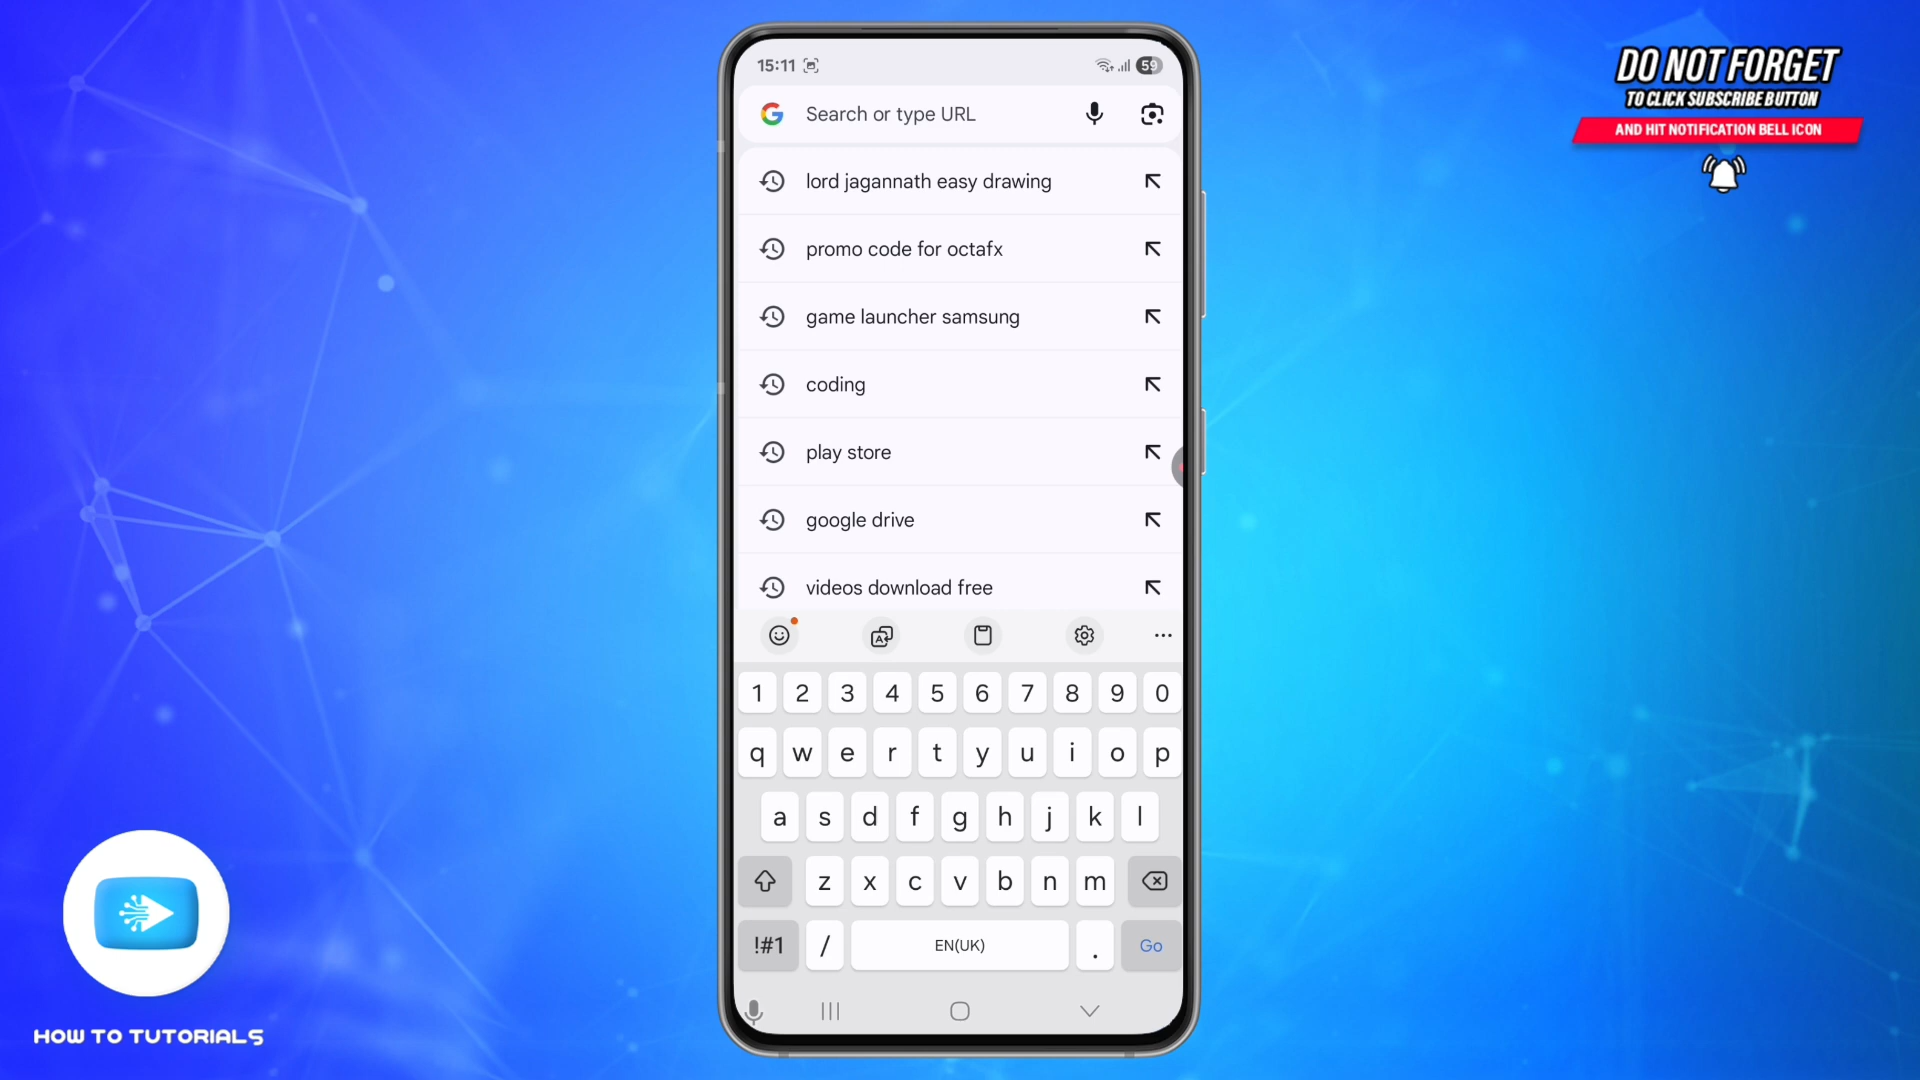 DO NOT FORGET
TO CLICK SUBSCRIBE BUTTON
AND HIT NOTIFICATION BELL ICON
15:11
59
Search or type URL
lord jagannath easy drawing
promo code for octafx
game launcher samsung
coding
play store
google drive
videos download free
1 2 3 4 5 6 7 8 9 0
q w e r t y u i o p
a s d f g h j k l
z x c v b n m
!#1 / EN(UK) . Go
HOW TO TUTORIALS